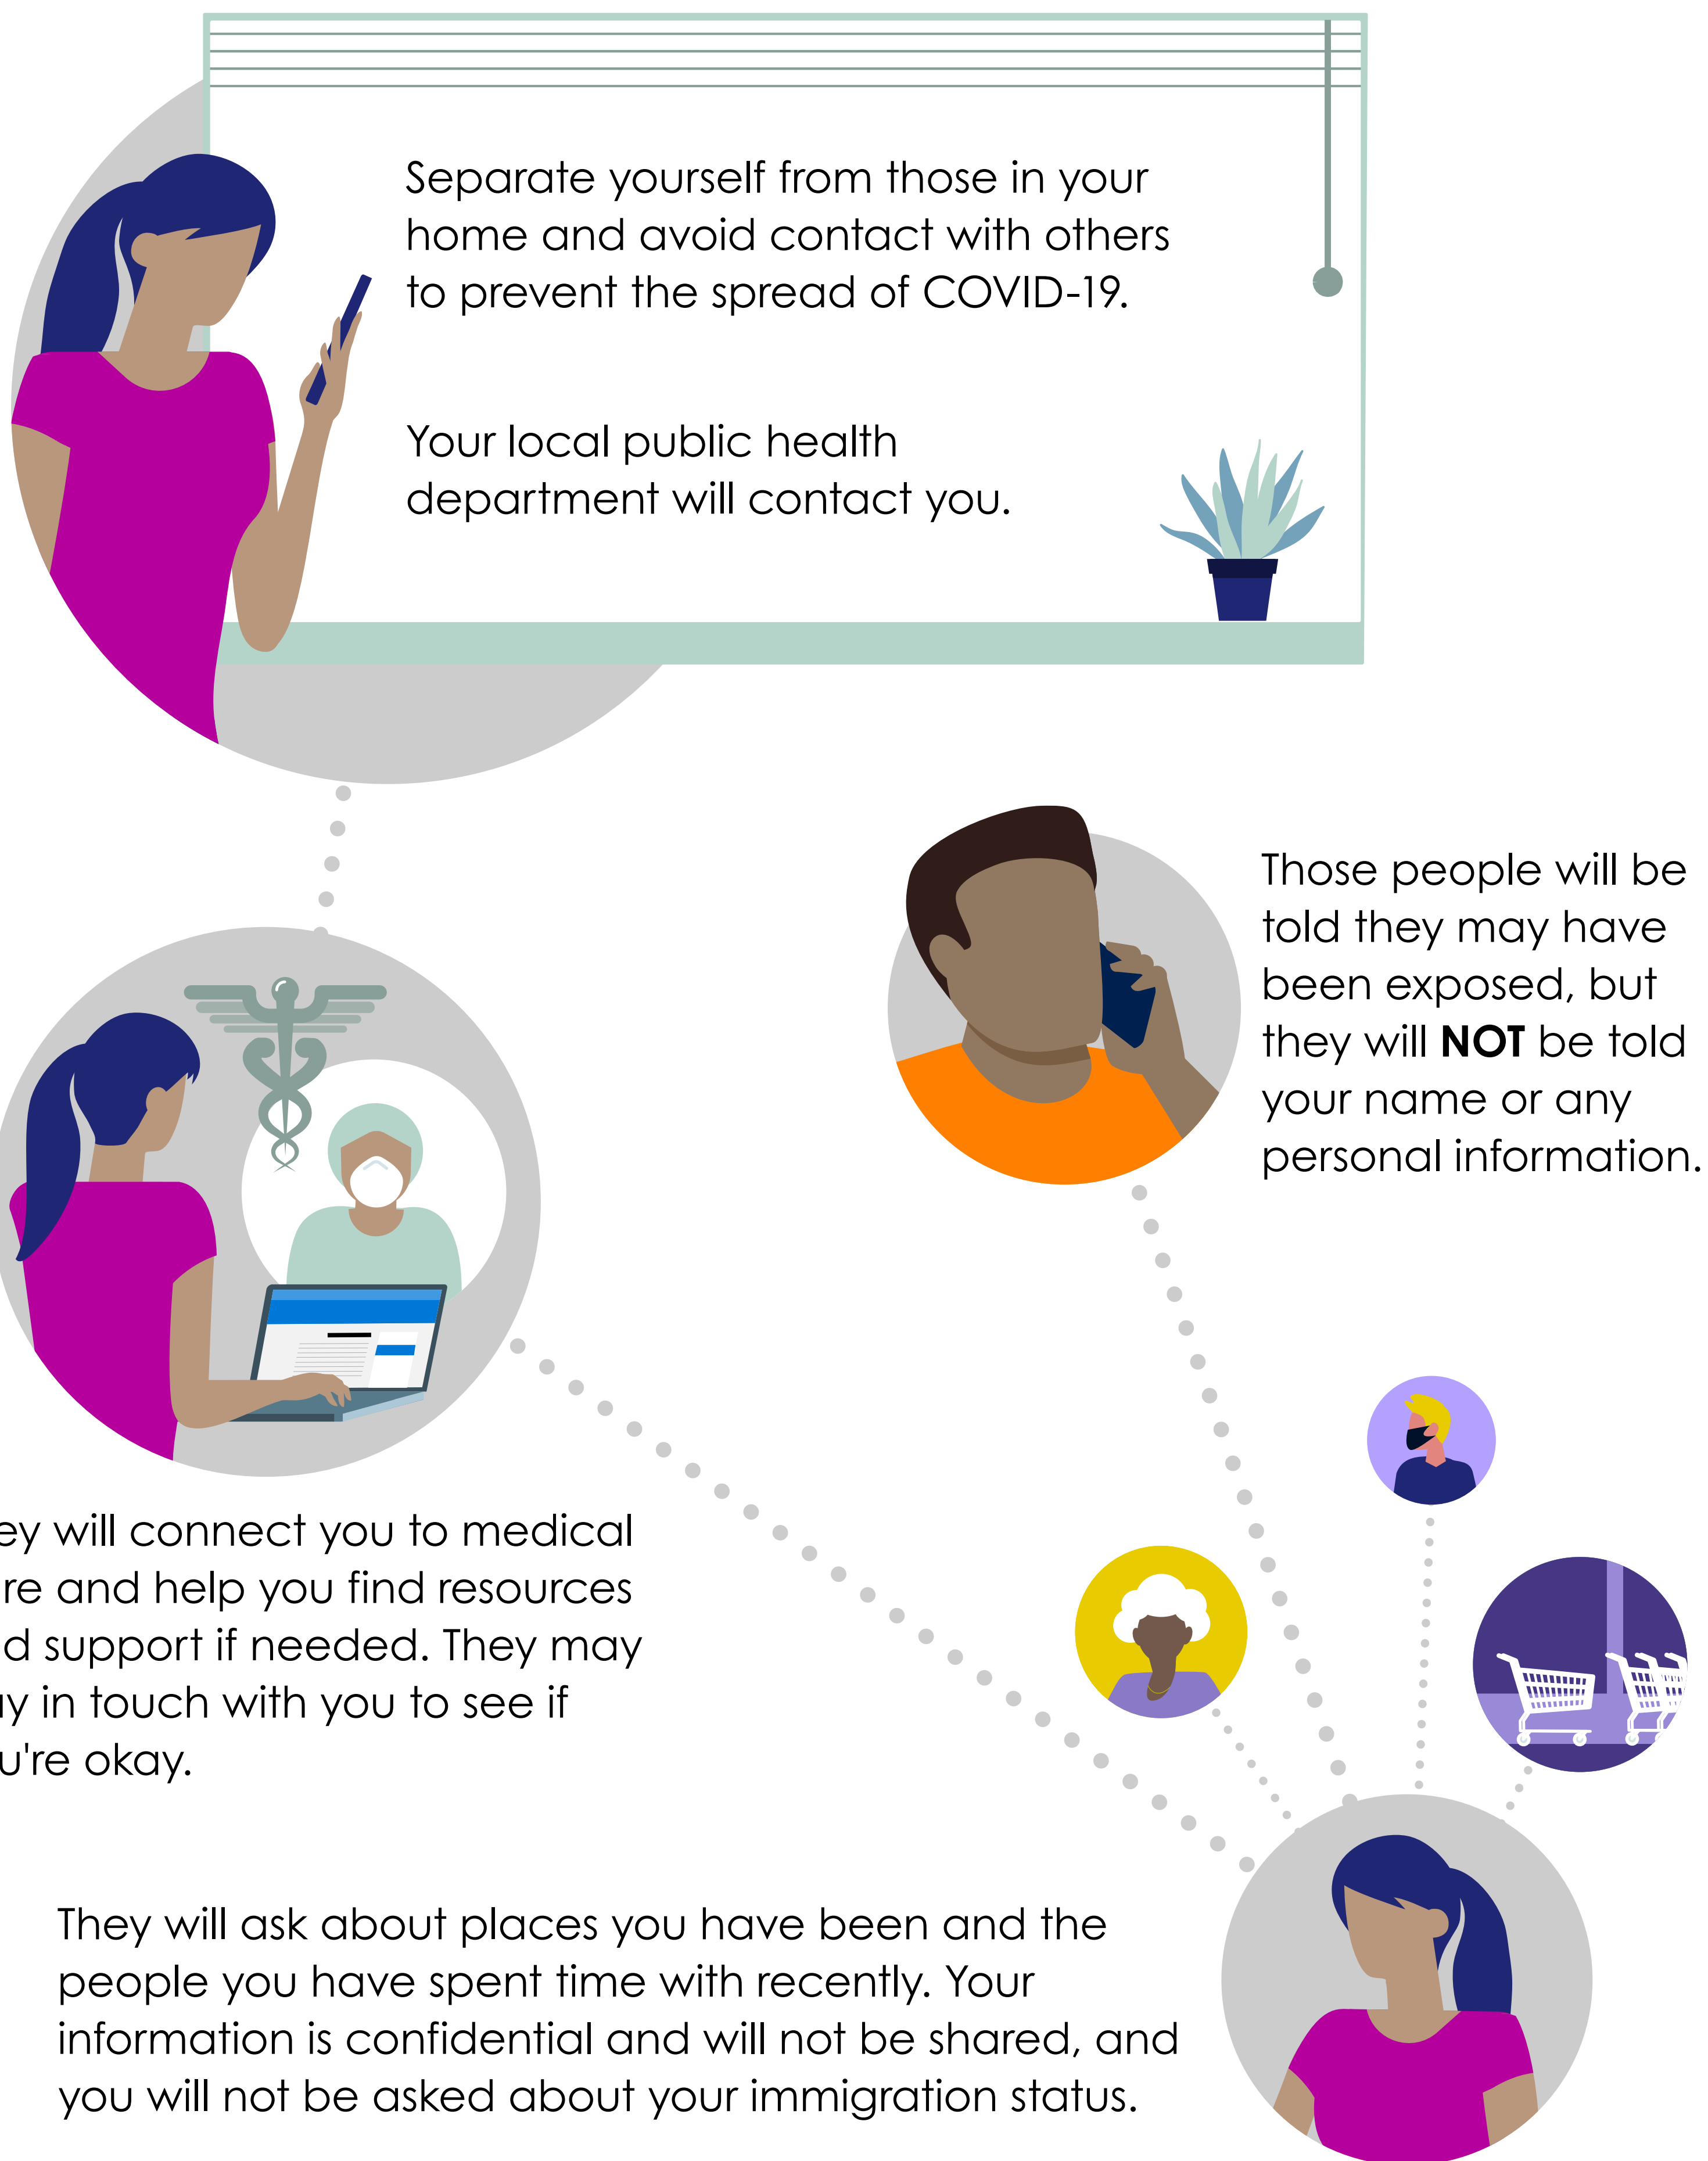 Separate yourself from those in your
home and avoid contact with others
to prevent the spread of COVID-19.
Your local public health
department will contact you.
Those people will be
told they may have
been exposed, but
they will NOT be told
your name or any
personal information.
will connect you to medical
and help you find resources
support if needed. They may
in touch with you to see if
okay.
They will ask about places you have been and the
people you have spent time with recently. Your
information is confidential and will not be shared, and
you will not be asked about your immigration status.